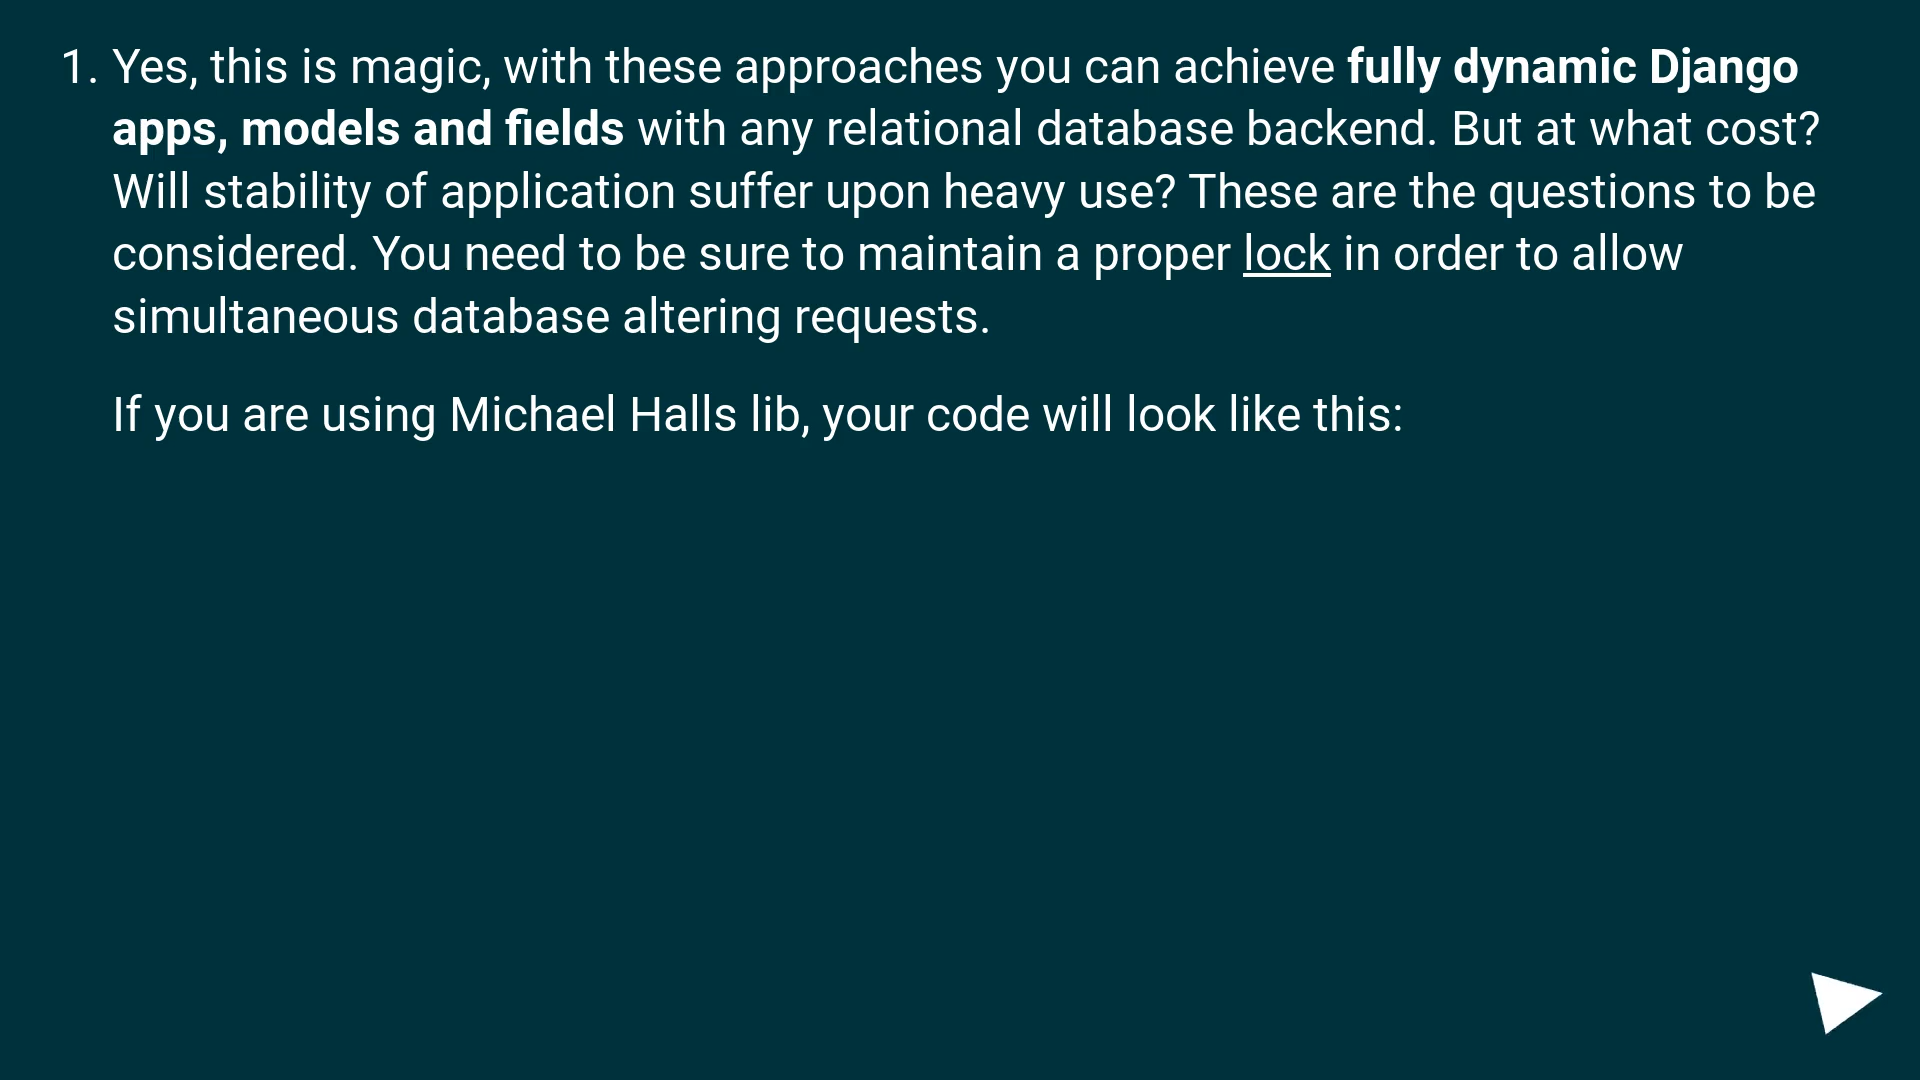 1. Yes, this is magic, with these approaches you can achieve fully dynamic Django
apps, models and fields with any relational database backend. But at what cost?
Will stability of application suffer upon heavy use? These are the questions to be
considered. You need to be sure to maintain a proper lock in order to allow
simultaneous database altering requests.
If you are using Michael Halls lib, your code will look like this: